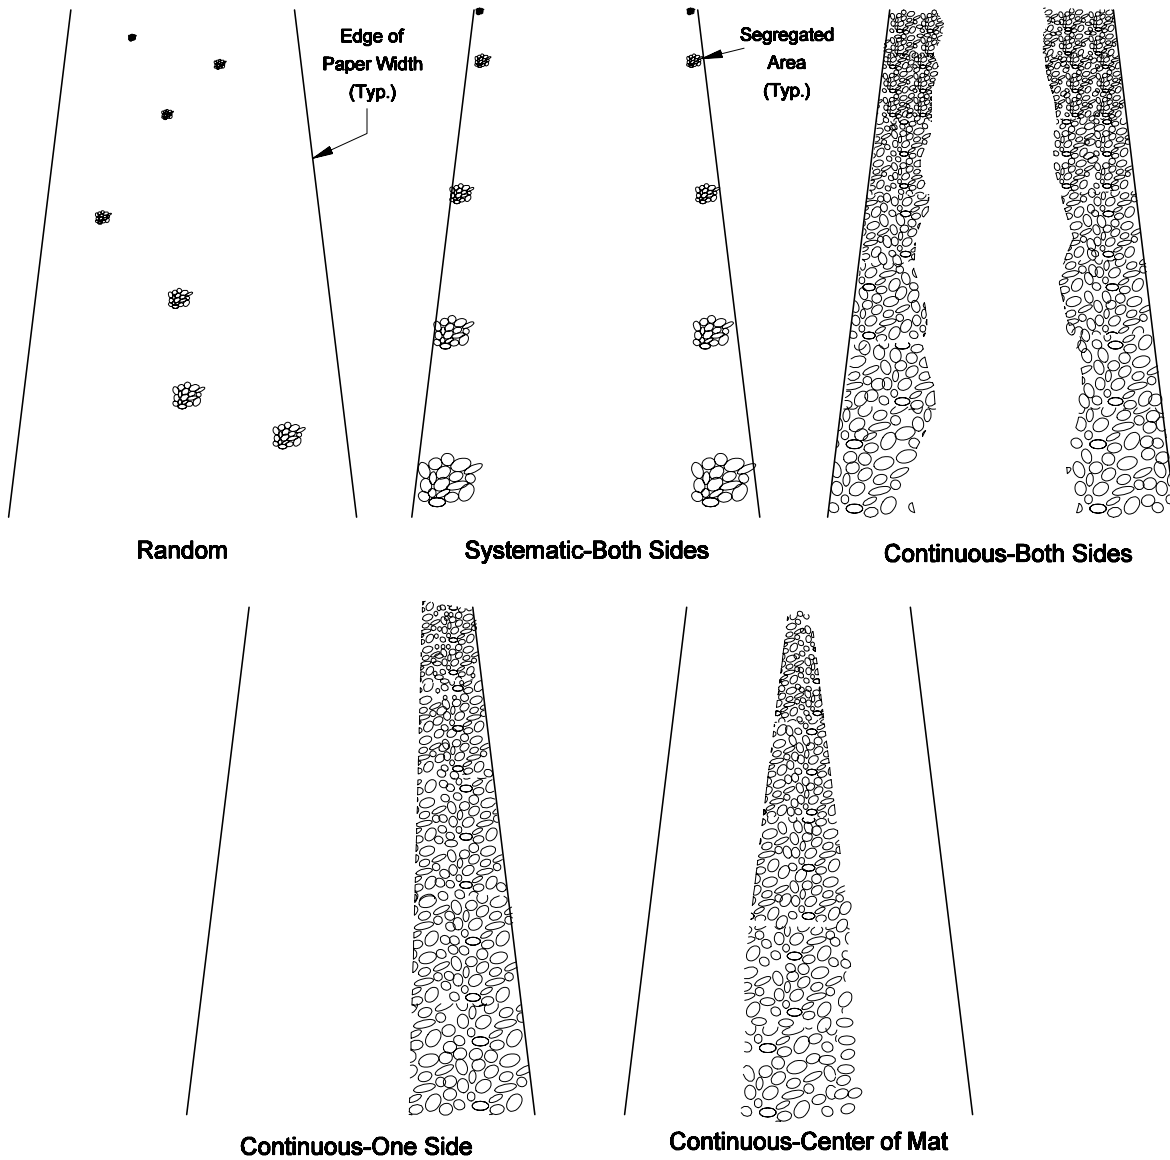 Edge of
Paper Width
(Typ.)
Segregated
Area
(Typ.)
Random
Systematic-Both Sides
Continuous-Both Sides
Continuous-One Side
Continuous-Center of Mat